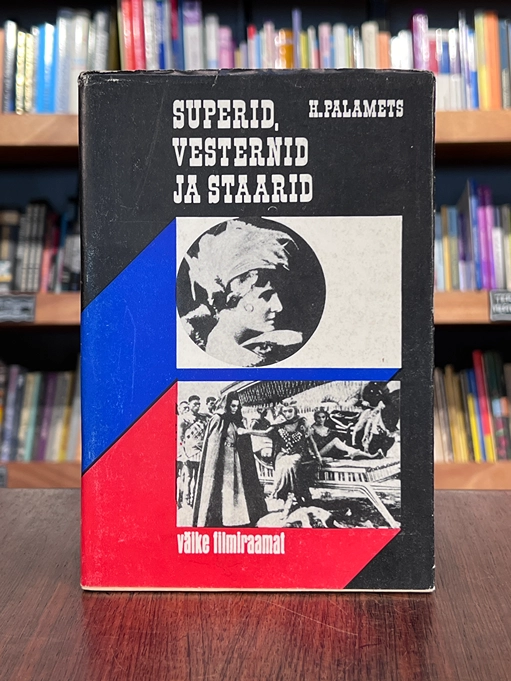 SUPERID,
H.PALAMETS
VESTERNID
JA STAARID
väike filmiraamat